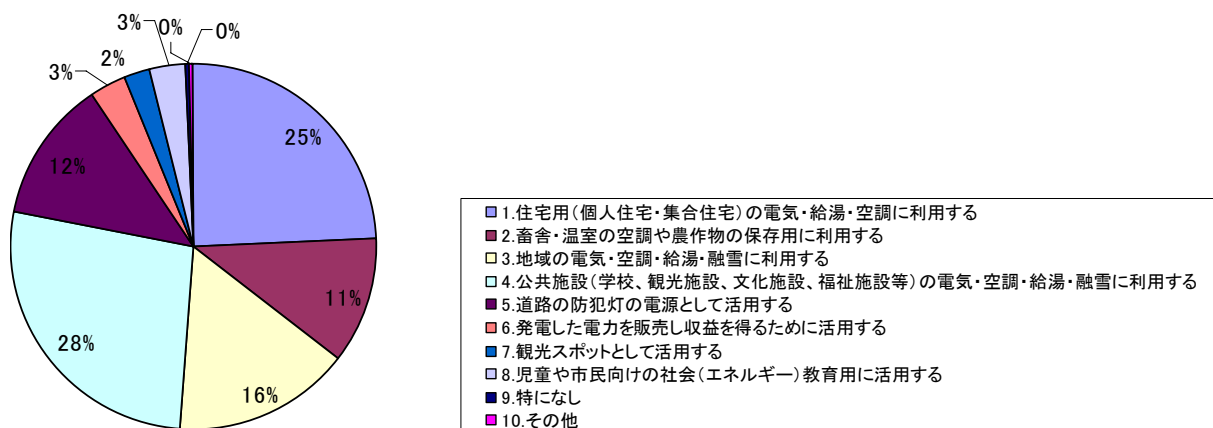 3%
0%
0%
2%
3%
25%
12%
11%
28%
16%
1.住宅用(個人住宅・集合住宅)の電気・給湯・空調に利用する
2.畜舎・温室の空調や農作物の保存用に利用する
3.地域の電気・空調・給湯・融雪に利用する
4.公共施設(学校、観光施設、文化施設、福祉施設等)の電気・空調・給湯・融雪に利用する
5.道路の防犯灯の電源として活用する
6.発電した電力を販売し収益を得るために活用する
7.観光スポットとして活用する
8.児童や市民向けの社会(エネルギー)教育用に活用する
9.特になし
10.その他